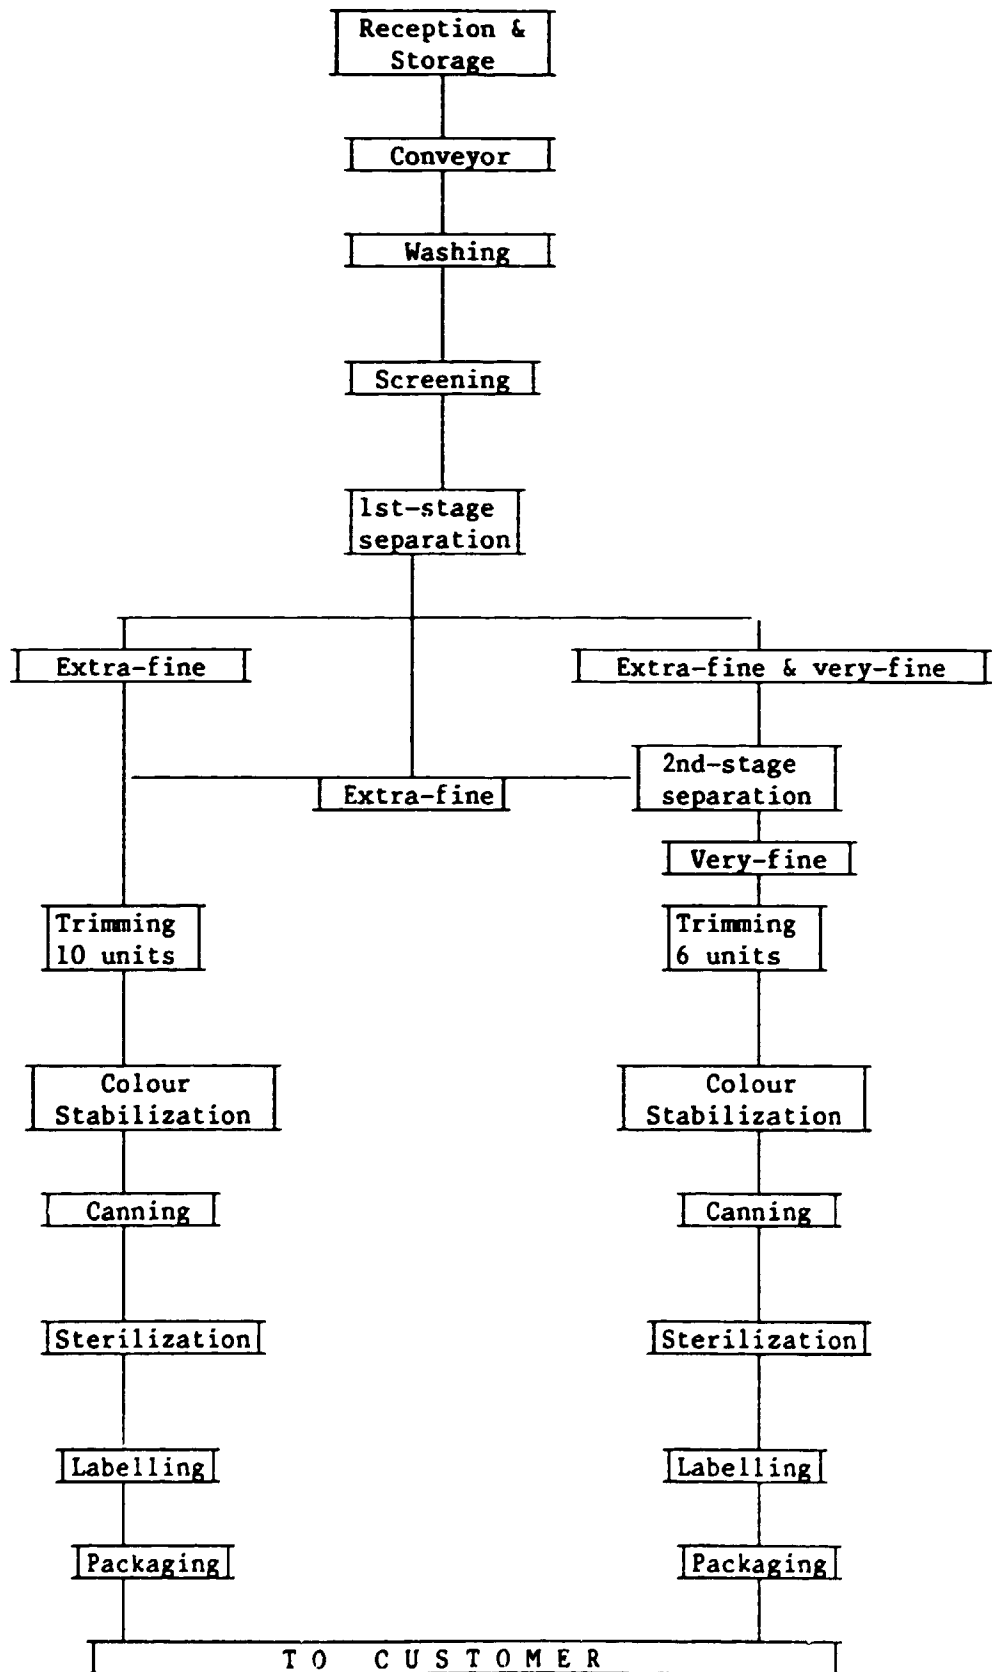 Reception &
Storage
Conveyor
Washing
Screening
1st-stage
separation
Extra-fine
Extra-fine & very-fine
2nd-stage
separation
Extra-fine
Very-fine
Trimming
10 units
Trimming
6 units
Colour
Stabilization
Colour
Stabilization
Canning
Canning
Sterilization
Sterilization
Labelling
Labelling
Packaging
Packaging
TO CUSTOMER